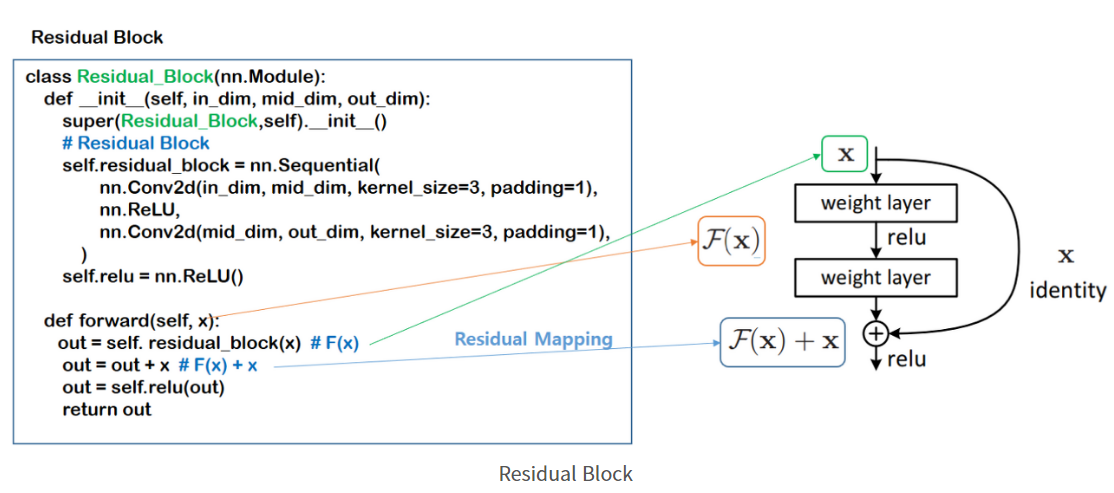 Residual Block
class Residual_Block(nn.Module):
def __init__(self, in_dim, mid_dim, out_dim):
super(Residual_Block,self).__init__()
# Residual Block
self.residual_block = nn.Sequential(
nn.Conv2d(in_dim, mid_dim, kernel_size=3, padding=1),
nn.ReLU,
nn.Conv2d(mid_dim, out_dim, kernel_size=3, padding=1),
)
self.relu = nn.ReLU()
def forward(self, x):
out = self. residual_block(x) # F(x)
out = out + x # F(x) + x
out = self.relu(out)
return out
Residual Mapping
x
weight layer
relu
F(x)
weight layer
x
identity
F(x) + x
+
relu
Residual Block